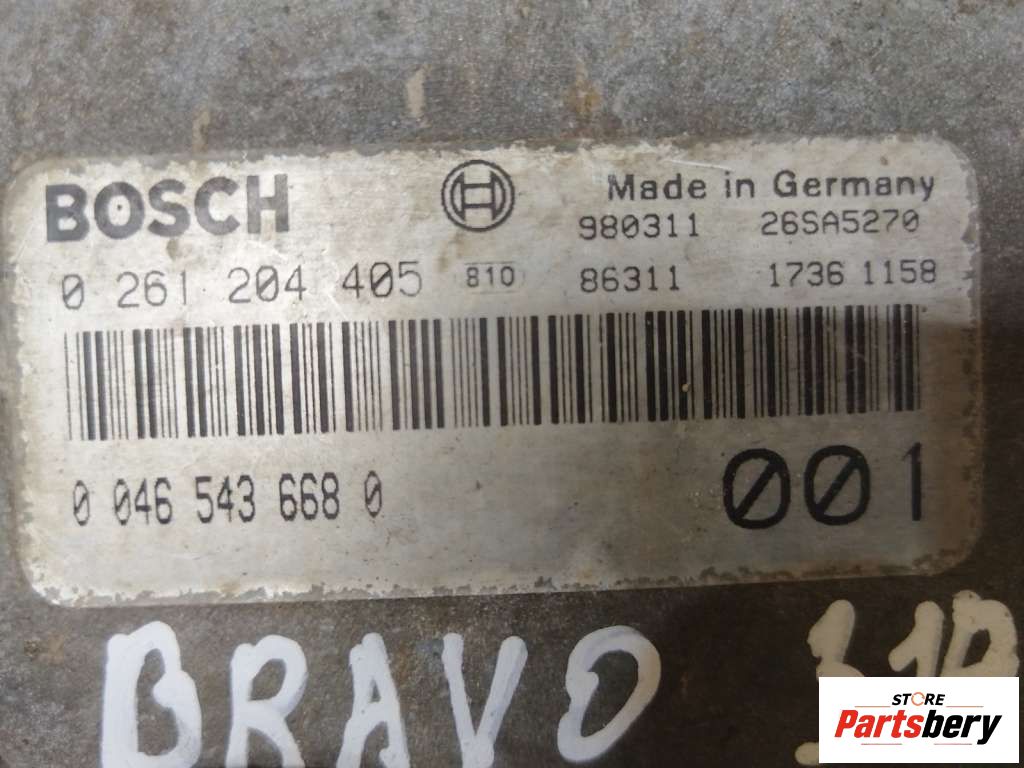 BOSCH Made in Germany
980311 26SA5270
0 261 204 405 810 86311 1736 1158
0 046 543 668 0 001
BRAVO
STORE
Partsbery